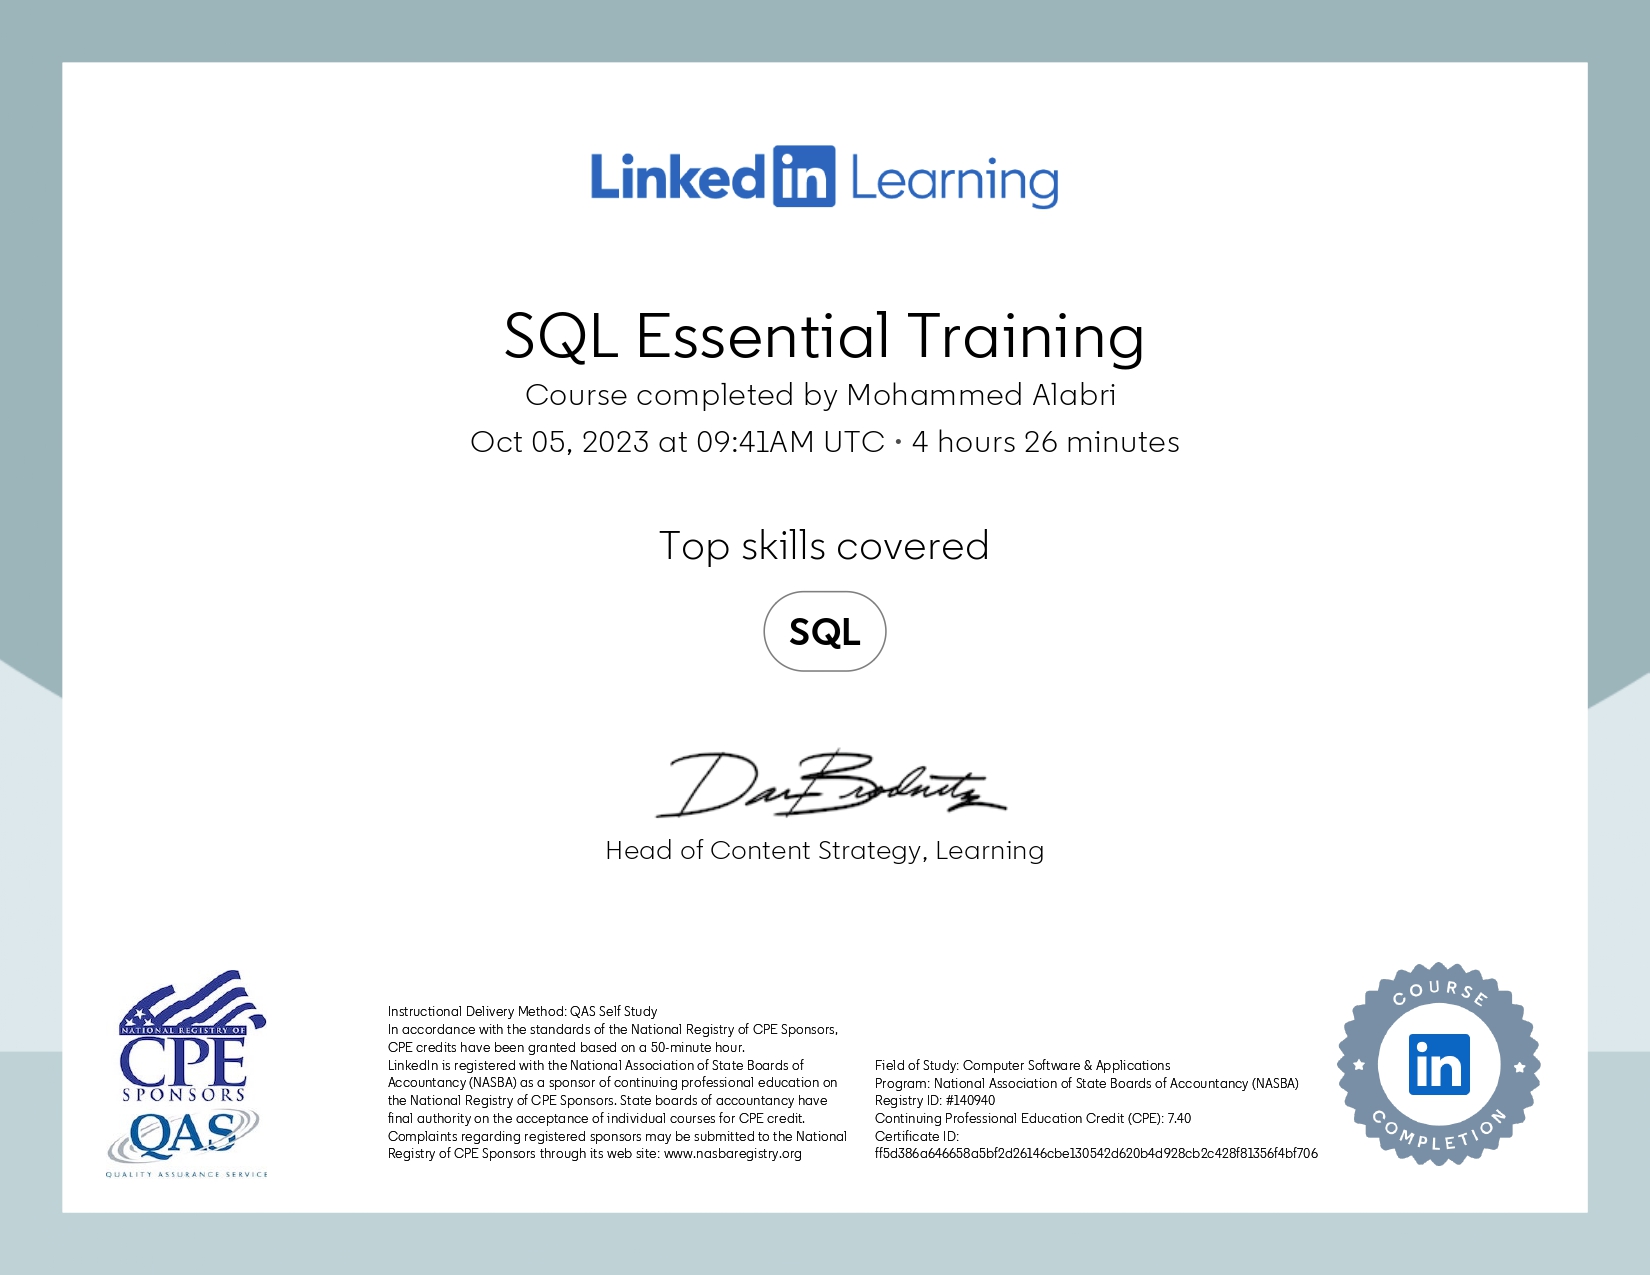 Linkedin Learning
SQL Essential Training
Course completed by Mohammed Alabri
Oct 05, 2023 at 09:41AM UTC • 4 hours 26 minutes
Top skills covered
SQL
Dan Brodnitz
Head of Content Strategy, Learning
NATIONAL REGISTRY OF
CPE
SPONSORS
QAS
QUALITY ASSURANCE SERVICE
Instructional Delivery Method: QAS Self Study
In accordance with the standards of the National Registry of CPE Sponsors,
CPE credits have been granted based on a 50-minute hour.
LinkedIn is registered with the National Association of State Boards of
Accountancy (NASBA) as a sponsor of continuing professional education on
the National Registry of CPE Sponsors. State boards of accountancy have
final authority on the acceptance of individual courses for CPE credit.
Complaints regarding registered sponsors may be submitted to the National
Registry of CPE Sponsors through its web site: www.nasbaregistry.org
Field of Study: Computer Software & Applications
Program: National Association of State Boards of Accountancy (NASBA)
Registry ID: #140940
Continuing Professional Education Credit (CPE): 7.40
Certificate ID:
ff5d386a646658a5bf2d26146cbe130542d620b4d928cb2c428f81356f4bf706
COURSE
in
COMPLETION